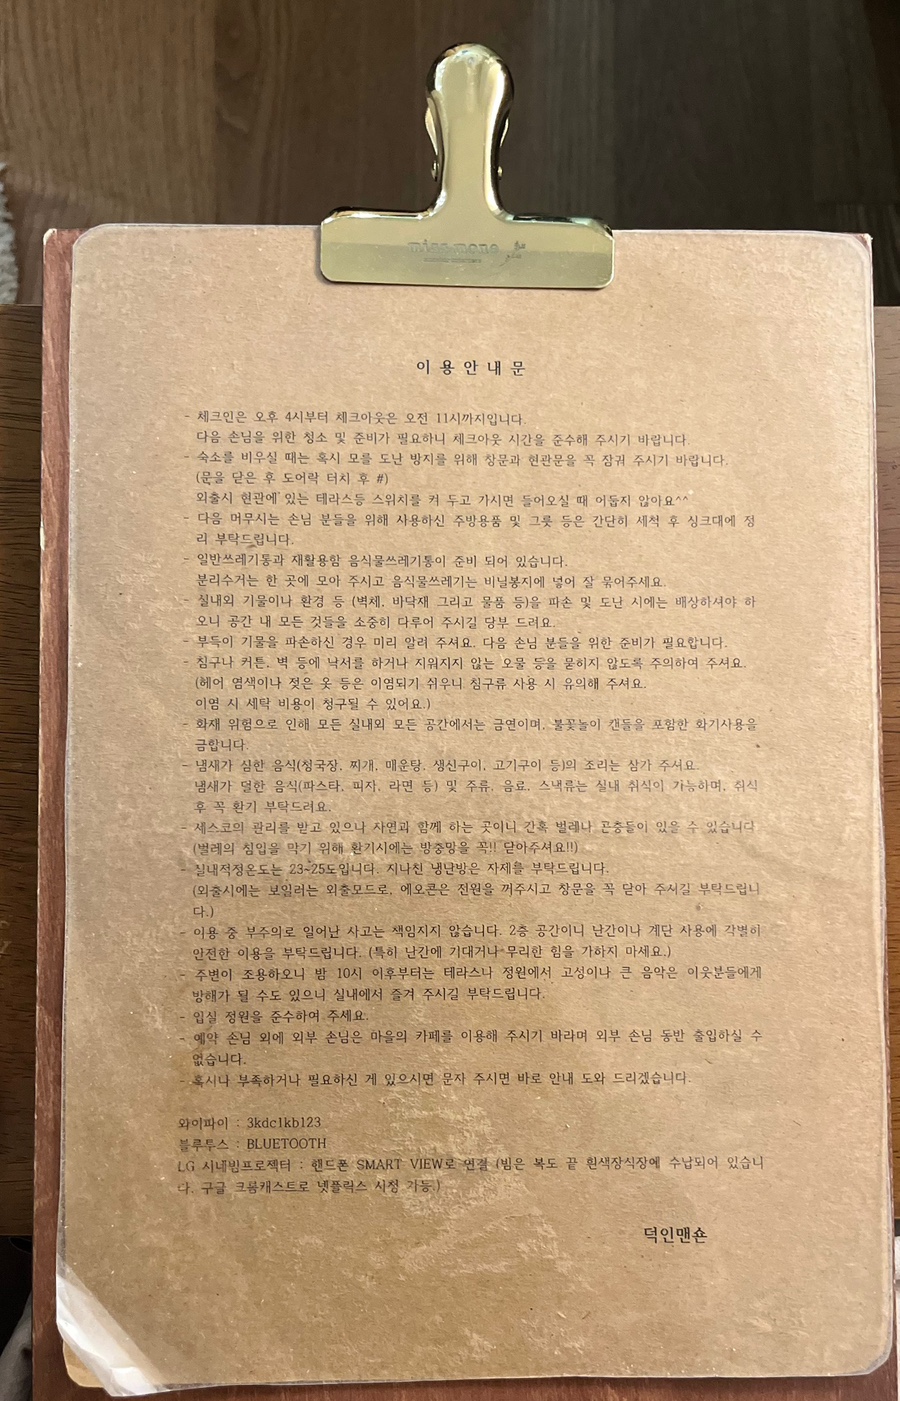 이 용 안 내 문
- 체크인은 오후 4시부터 체크아웃은 오전 11시까지입니다.
다음 손님을 위한 청소 및 준비가 필요하니 체크아웃 시간을 준수해 주시기 바랍니다.
- 숙소를 비우실 때는 혹시 모를 도난 방지를 위해 창문과 현관문을 꼭 잠궈 주시기 바랍니다.
(문을 닫은 후 도어락 터치 후 #)
외출시 현관에 있는 테라스등 스위치를 켜 두고 가시면 들어오실 때 어둡지 않아요^^
- 다음 머무시는 손님 분들을 위해 사용하신 주방용품 및 그릇 등은 간단히 세척 후 싱크대에 정
리 부탁드립니다.
- 일반쓰레기통과 재활용함 음식물쓰레기통이 준비 되어 있습니다.
분리수거는 한 곳에 모아 주시고 음식물쓰레기는 비닐봉지에 넣어 잘 묶어주세요.
- 실내외 기물이나 환경 등 (벽체, 바닥재 그리고 물품 등)을 파손 및 도난 시에는 배상하셔야 하
오니 공간 내 모든 것들을 소중히 다루어 주시길 당부 드려요.
- 부득이 기물을 파손하신 경우 미리 알려 주셔요. 다음 손님 분들을 위한 준비가 필요합니다.
- 침구나 커튼, 벽 등에 낙서를 하거나 지워지지 않는 오물 등을 묻히지 않도록 주의하여 주셔요.
(헤어 염색이나 젖은 옷 등은 이염되기 쉬우니 침구류 사용 시 유의해 주셔요.
이염 시 세탁 비용이 청구될 수 있어요.)
- 화재 위험으로 인해 모든 실내외 모든 공간에서는 금연이며, 불꽃놀이 캔들을 포함한 화기사용을
금합니다.
- 냄새가 심한 음식(청국장, 찌개, 매운탕, 생선구이, 고기구이 등)의 조리는 삼가 주셔요.
냄새가 덜한 음식(파스타, 피자, 라면 등) 및 주류, 음료, 스낵류는 실내 취식이 가능하며, 취식
후 꼭 환기 부탁드려요.
- 세스코의 관리를 받고 있으나 자연과 함께 하는 곳이니 간혹 벌레나 곤충들이 있을 수 있습니다
(벌레의 침입을 막기 위해 환기시에는 방충망을 꼭!! 닫아주셔요!!)
- 실내적정온도는 23~25도입니다. 지나친 냉난방은 자제를 부탁드립니다.
(외출시에는 보일러는 외출모드로, 에어콘은 전원을 꺼주시고 창문을 꼭 닫아 주시길 부탁드립니
다.)
- 이용 중 부주의로 일어난 사고는 책임지지 않습니다. 2층 공간이니 난간이나 계단 사용에 각별히
안전한 이용을 부탁드립니다. (특히 난간에 기대거나 무리한 힘을 가하지 마세요.)
- 주변이 조용하오니 밤 10시 이후부터는 테라스나 정원에서 고성이나 큰 음악은 이웃분들에게
방해가 될 수도 있으니 실내에서 즐겨 주시길 부탁드립니다.
- 입실 정원을 준수하여 주세요.
- 예약 손님 외에 외부 손님은 마을의 카페를 이용해 주시기 바라며 외부 손님 동반 출입하실 수
없습니다.
- 혹시나 부족하거나 필요하신 게 있으시면 문자 주시면 바로 안내 도와 드리겠습니다.
와이파이 : 3kdc1kb123
블루투스 : BLUETOOTH
LG 시네빔프로젝터 : 핸드폰 SMART VIEW로 연결 (빔은 복도 끝 흰색장식장에 수납되어 있습니
다. 구글 크롬캐스트로 넷플릭스 시청 가능.)
덕인맨숀